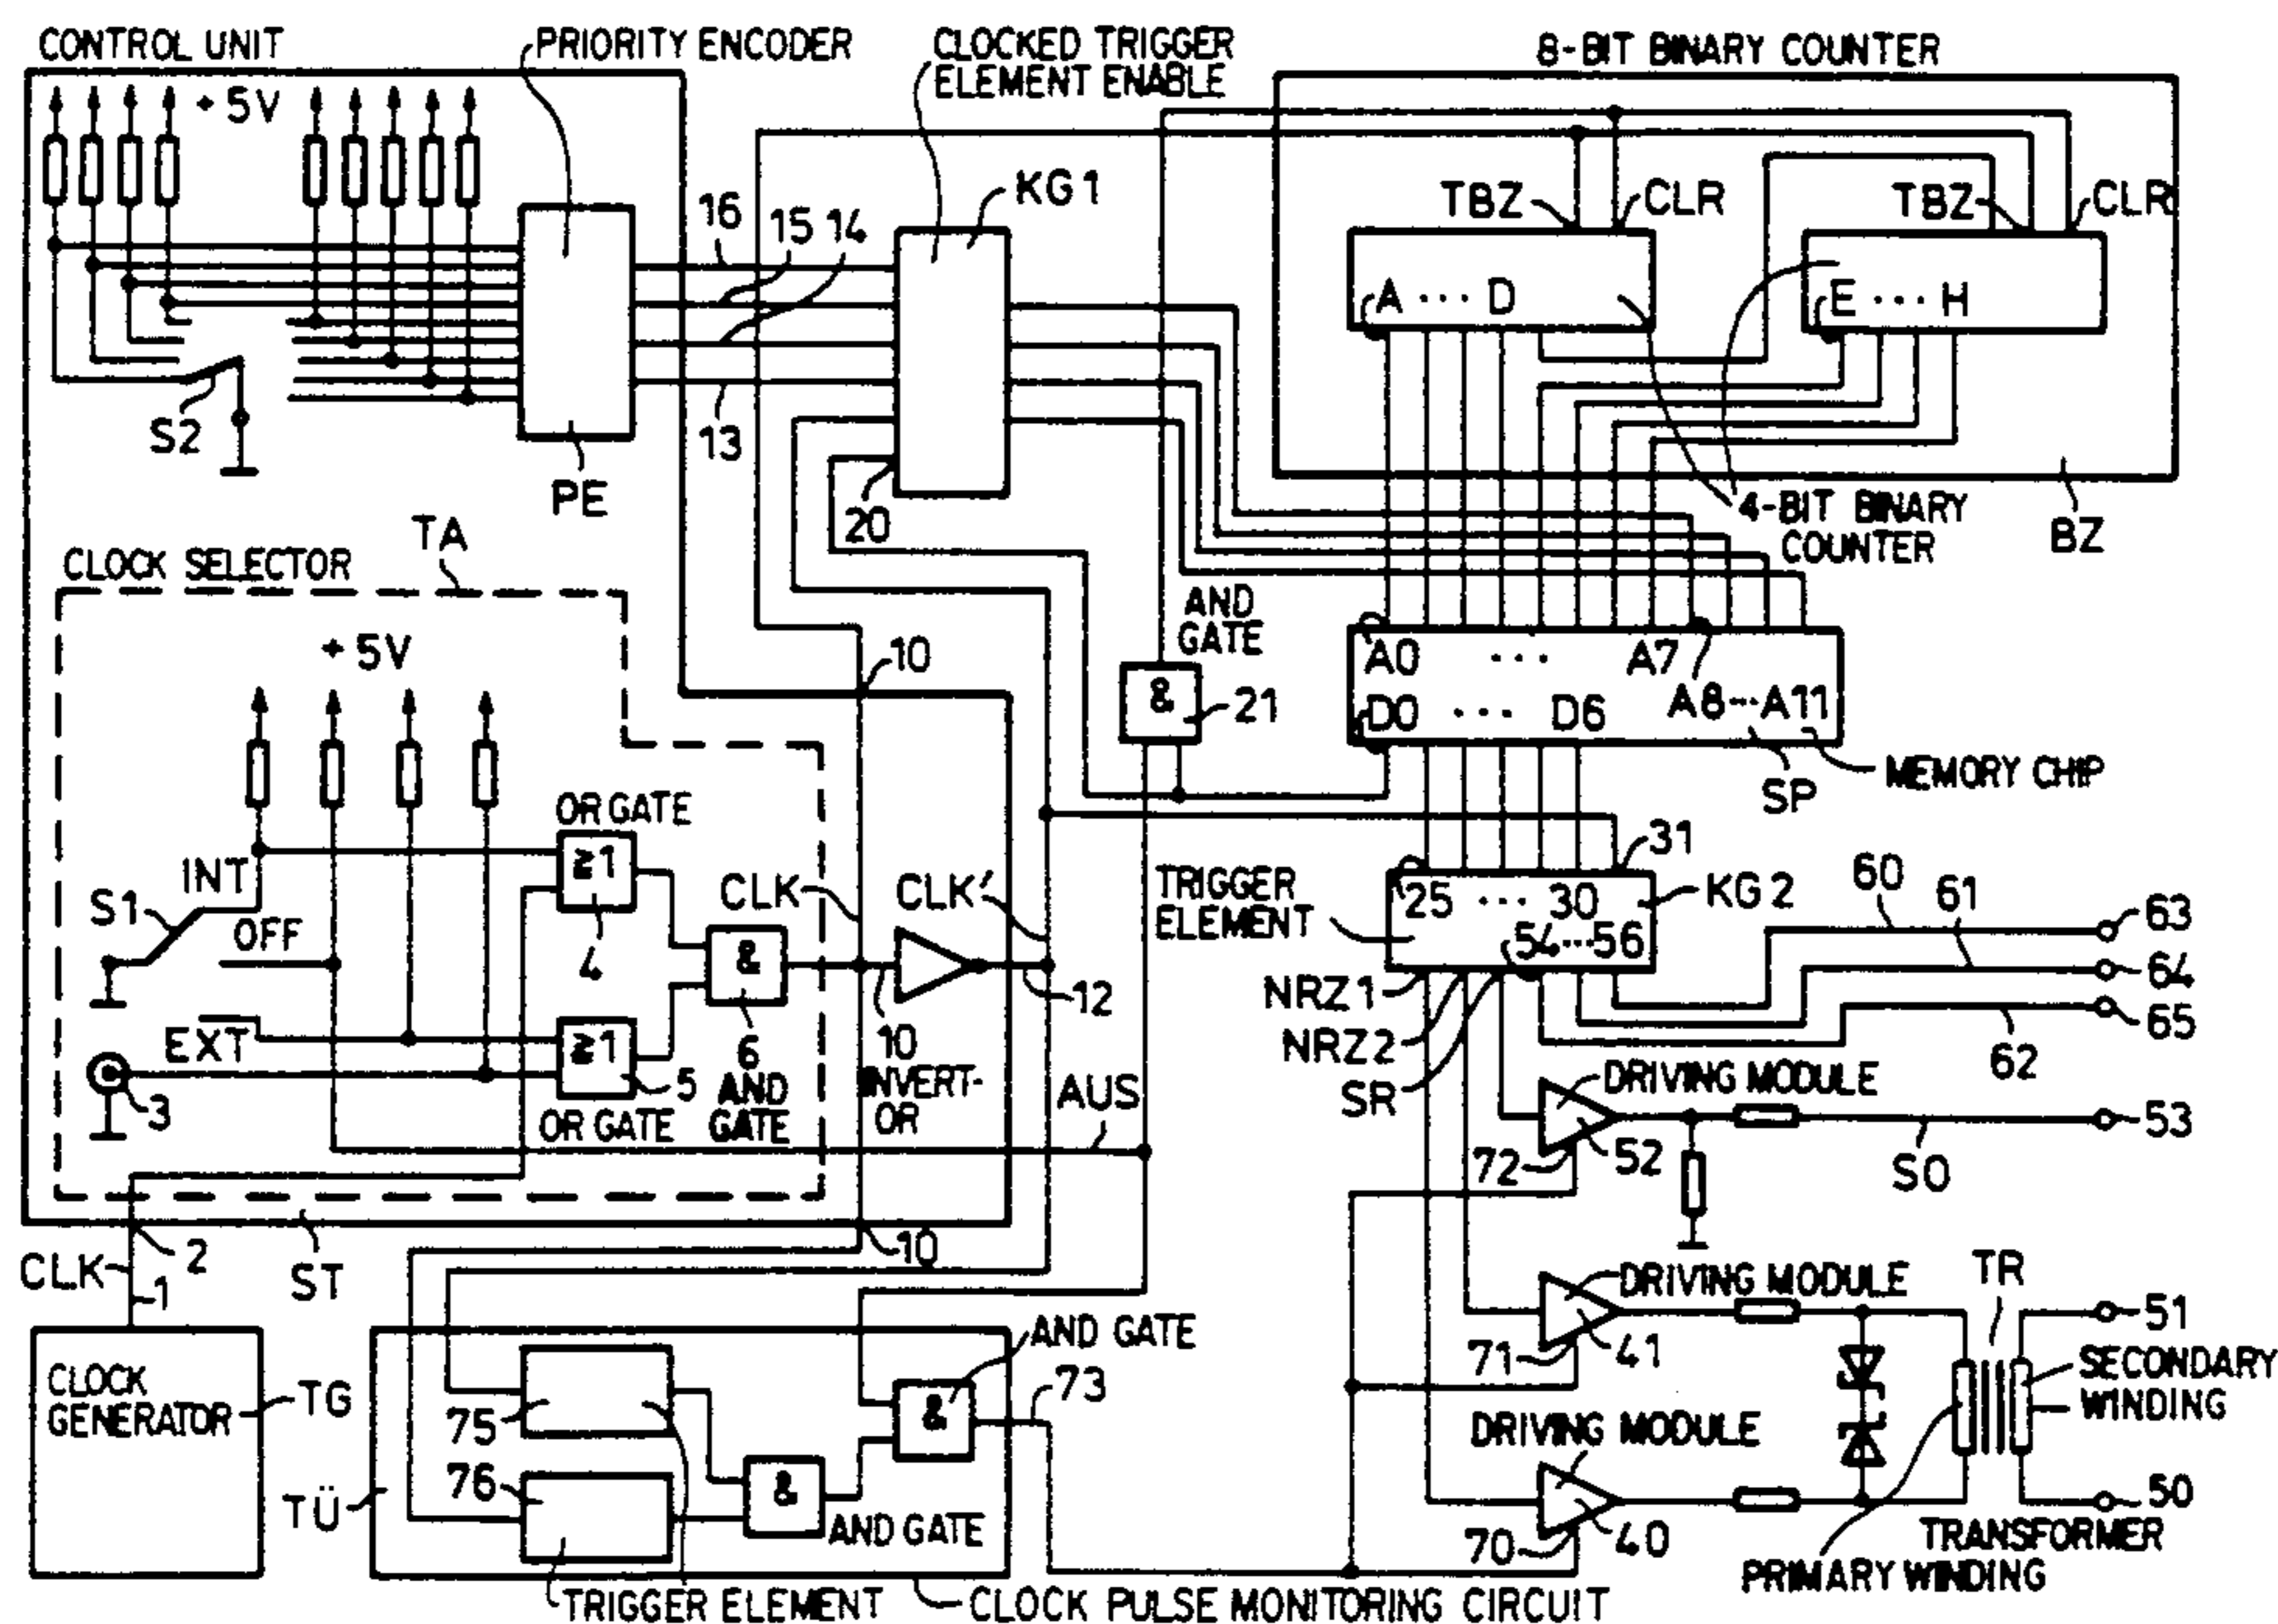 CONTROL UNIT
PRIORITY ENCODER
CLOCKED TRIGGER
ELEMENT ENABLE
8-BIT BINARY COUNTER
+5V
KG1
16
15
14
13
TBZ
CLR
TBZ
CLR
A ··· D
E ··· H
S2
PE
20
4-BIT BINARY
COUNTER
BZ
CLOCK SELECTOR
TA
+5V
10
AND
GATE
&
21
A0 ··· A7
A8···A11
D0 ··· D6
SP
MEMORY CHIP
OR GATE
≥1
4
INT
S1
OFF
CLK
CLK'
&
6
AND
GATE
10
INVERT-
OR
12
EXT
3
≥1
5
OR GATE
AUS
TRIGGER
ELEMENT
31
25 ··· 30
54···56
KG2
NRZ1
NRZ2
SR
60
61
62
63
64
65
DRIVING MODULE
72
52
SO
53
CLK
2
1
ST
10
CLOCK
GENERATOR
TG
TÜ
75
76
&
AND GATE
&
AND GATE
73
TRIGGER ELEMENT
CLOCK PULSE MONITORING CIRCUIT
DRIVING MODULE
71
41
TR
51
SECONDARY
WINDING
DRIVING MODULE
70
40
50
TRANSFORMER
PRIMARY WINDING